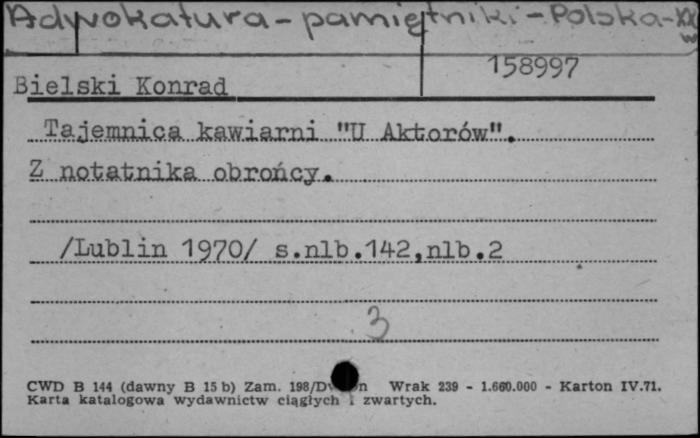 Adwokatura - pamiętniki - Polska -
158997
Bielski Konrad
Tajemnica kawiarni "U Aktorów".
Z notatnika obrońcy.
/Lublin 1970/ s.nlb.142,nlb.2
3
CWD B 144 (dawny B 15 b) Zam. 198/ Wrak 239 - 1.660.000 - Karton IV.71.
Karta katalogowa wydawnictw ciągłych i zwartych.